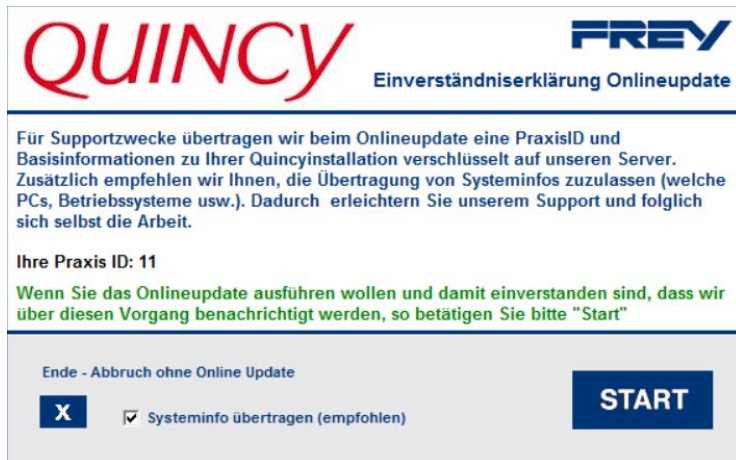 QUINCY
FREY
Einverständniserklärung Onlineupdate
Für Supportzwecke übertragen wir beim Onlineupdate eine PraxisID und
Basisinformationen zu Ihrer Quincyinstallation verschlüsselt auf unseren Server.
Zusätzlich empfehlen wir Ihnen, die Übertragung von Systeminfos zuzulassen (welche
PCs, Betriebssysteme usw.). Dadurch erleichtern Sie unserem Support und folglich
sich selbst die Arbeit.
Ihre Praxis ID: 11
Wenn Sie das Onlineupdate ausführen wollen und damit einverstanden sind, dass wir
über diesen Vorgang benachrichtigt werden, so betätigen Sie bitte "Start"
Ende - Abbruch ohne Online Update
X
Systeminfo übertragen (empfohlen)
START